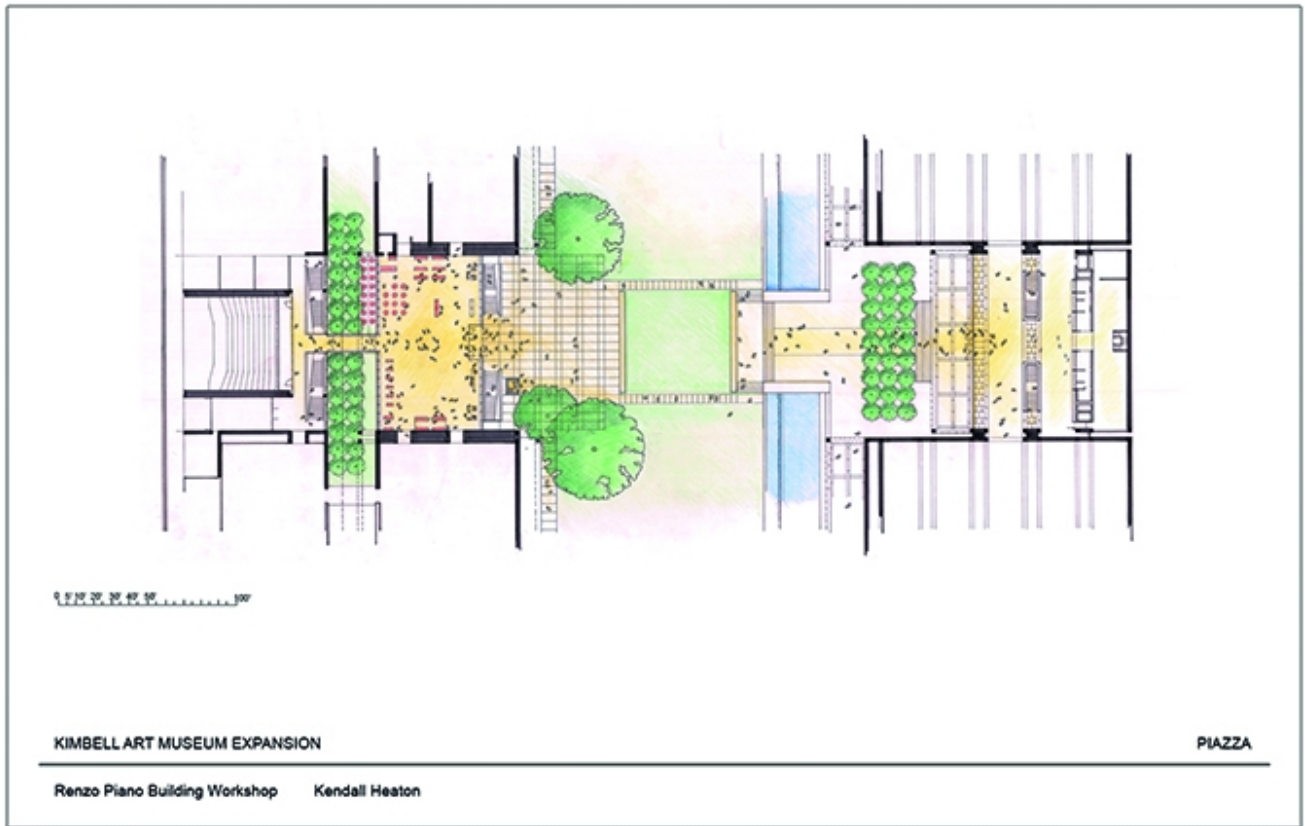 0 5' 10' 20' 30' 40' 50' 100'
KIMBELL ART MUSEUM EXPANSION
PIAZZA
Renzo Piano Building Workshop Kendall Heaton